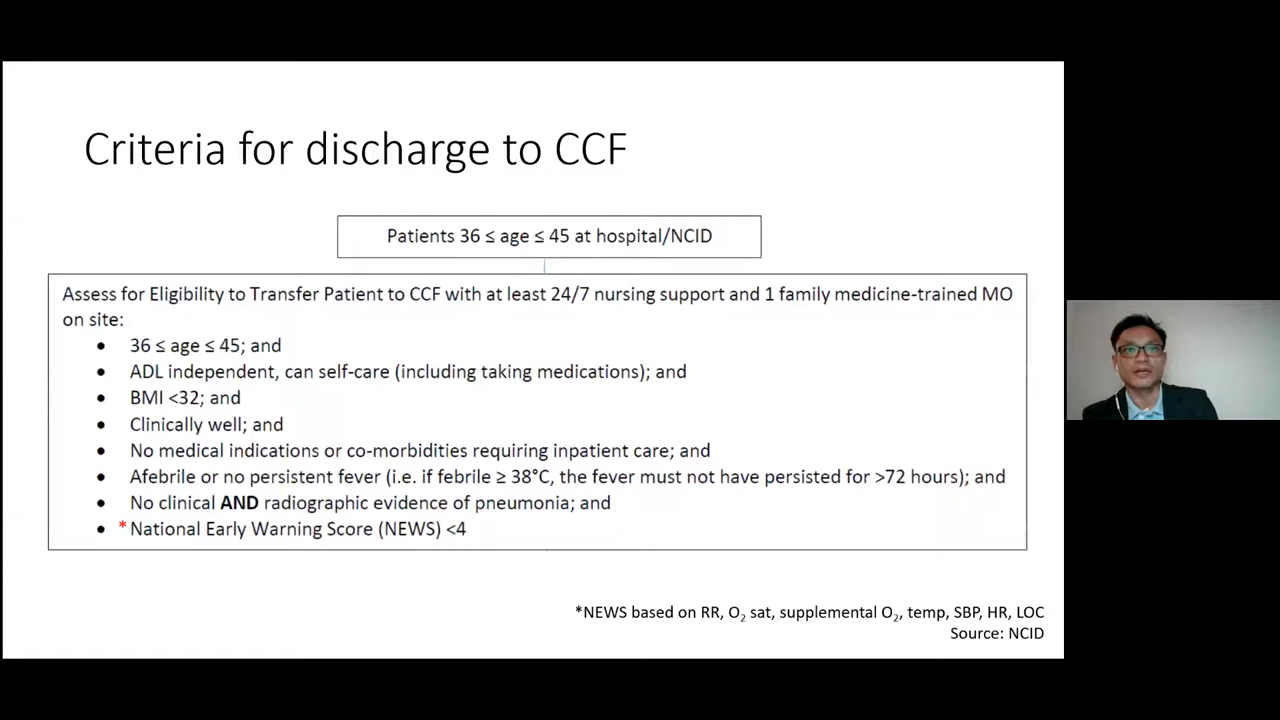 Criteria for discharge to CCF
Patients 36 ≤ age ≤ 45 at hospital/NCID
Assess for Eligibility to Transfer Patient to CCF with at least 24/7 nursing support and 1 family medicine-trained MO
on site:
• 36 ≤ age ≤ 45; and
• ADL independent, can self-care (including taking medications); and
• BMI <32; and
• Clinically well; and
• No medical indications or co-morbidities requiring inpatient care; and
• Afebrile or no persistent fever (i.e. if febrile ≥ 38°C, the fever must not have persisted for >72 hours); and
• No clinical AND radiographic evidence of pneumonia; and
• *National Early Warning Score (NEWS) <4
*NEWS based on RR, O₂ sat, supplemental O₂, temp, SBP, HR, LOC
Source: NCID